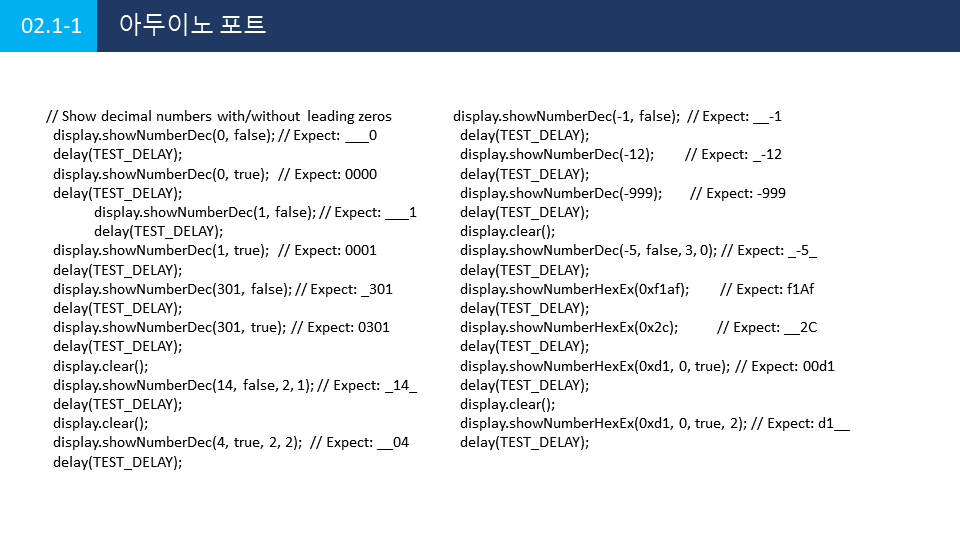 02.1-1 아두이노 포트
// Show decimal numbers with/without leading zeros
display.showNumberDec(0, false); // Expect: ___0
delay(TEST_DELAY);
display.showNumberDec(0, true); // Expect: 0000
delay(TEST_DELAY);
display.showNumberDec(1, false); // Expect: ___1
delay(TEST_DELAY);
display.showNumberDec(1, true); // Expect: 0001
delay(TEST_DELAY);
display.showNumberDec(301, false); // Expect: _301
delay(TEST_DELAY);
display.showNumberDec(301, true); // Expect: 0301
delay(TEST_DELAY);
display.clear();
display.showNumberDec(14, false, 2, 1); // Expect: _14_
delay(TEST_DELAY);
display.clear();
display.showNumberDec(4, true, 2, 2); // Expect: __04
delay(TEST_DELAY);
display.showNumberDec(-1, false); // Expect: __-1
delay(TEST_DELAY);
display.showNumberDec(-12); // Expect: _-12
delay(TEST_DELAY);
display.showNumberDec(-999); // Expect: -999
delay(TEST_DELAY);
display.clear();
display.showNumberDec(-5, false, 3, 0); // Expect: _-5_
delay(TEST_DELAY);
display.showNumberHexEx(0xf1af); // Expect: f1Af
delay(TEST_DELAY);
display.showNumberHexEx(0x2c); // Expect: __2C
delay(TEST_DELAY);
display.showNumberHexEx(0xd1, 0, true); // Expect: 00d1
delay(TEST_DELAY);
display.clear();
display.showNumberHexEx(0xd1, 0, true, 2); // Expect: d1__
delay(TEST_DELAY);